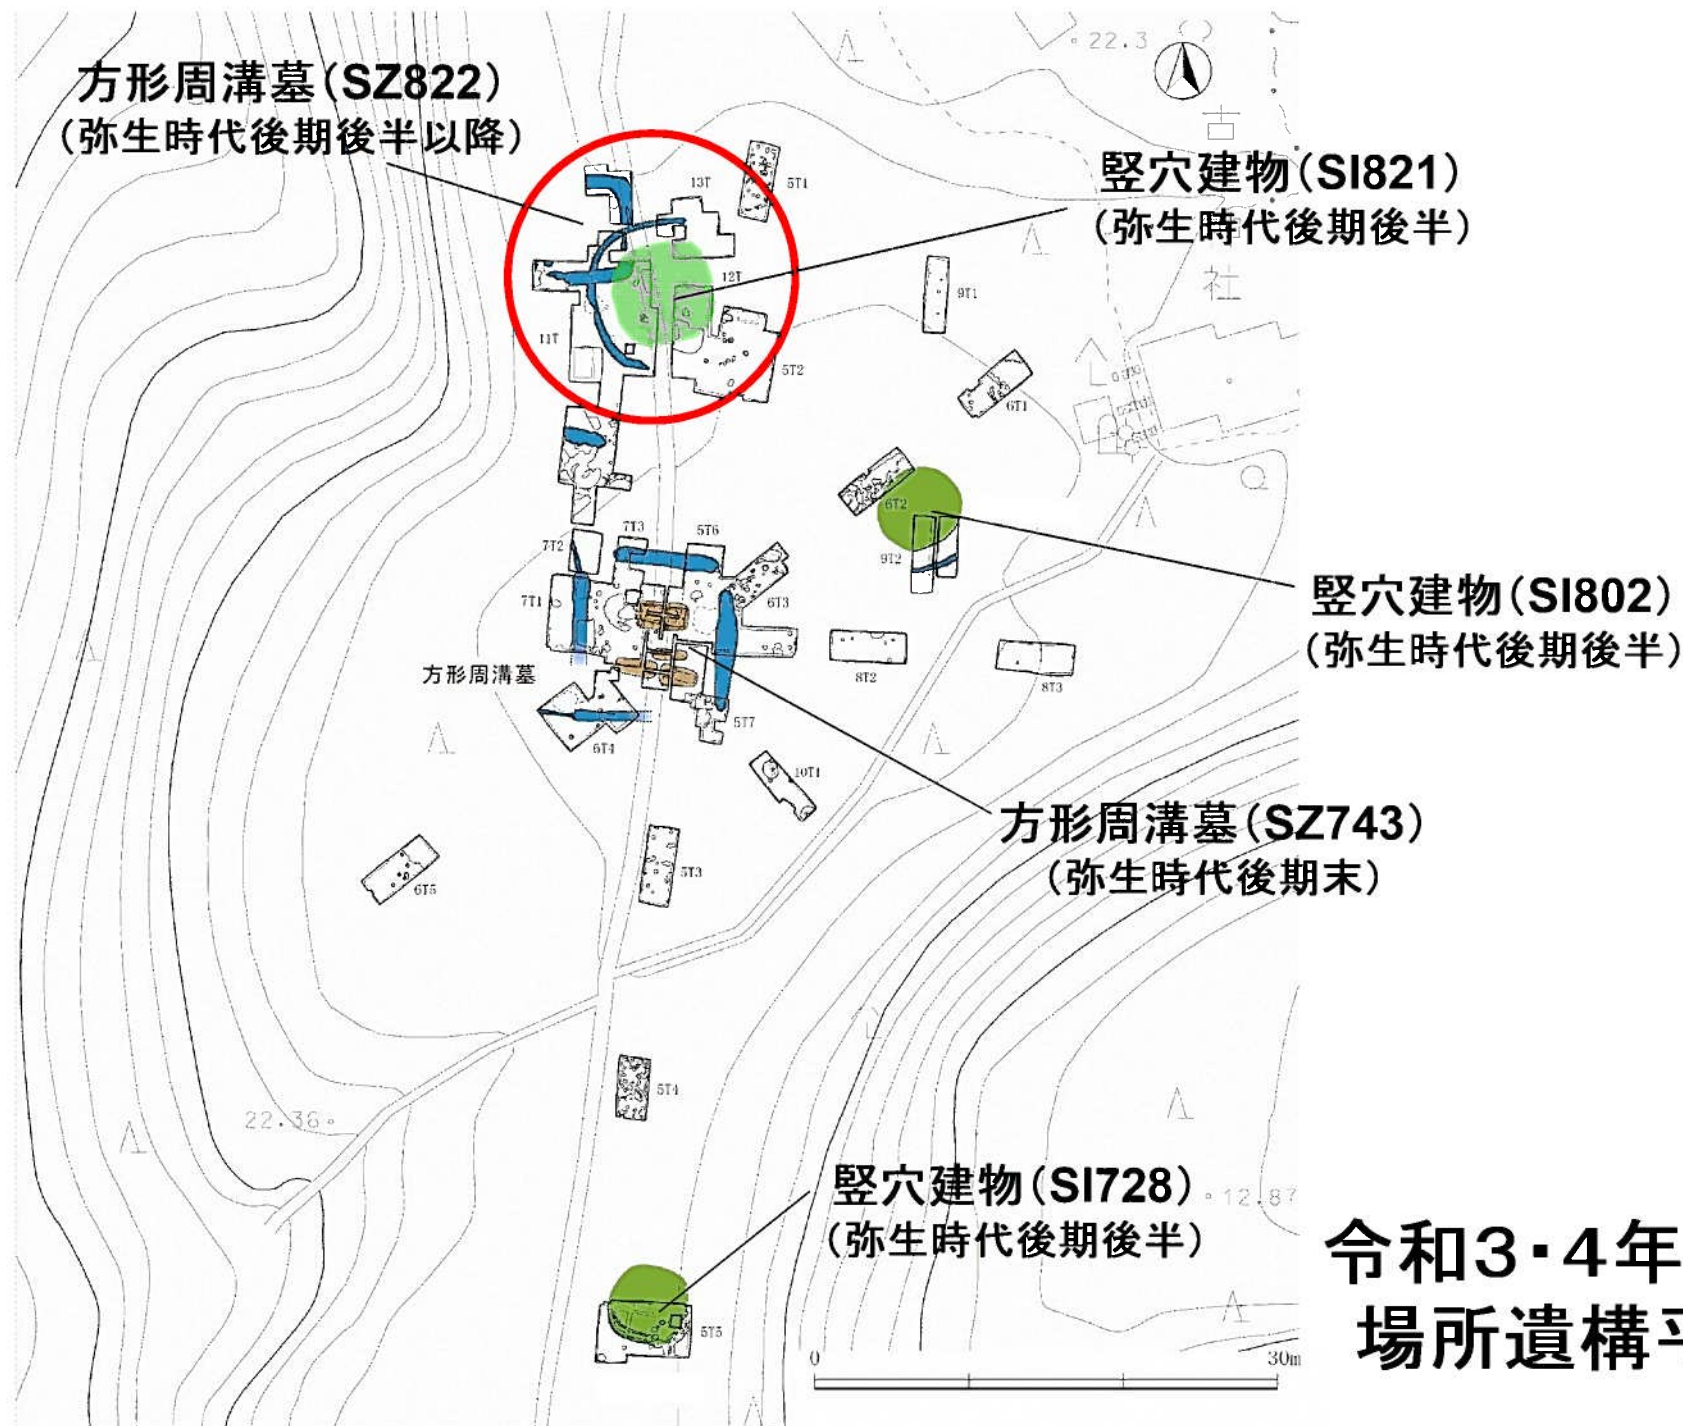 22.3
方形周溝墓(SZ822)
(弥生時代後期後半以降)
古
社
竪穴建物(SI821)
(弥生時代後期後半)
13T
5T1
12T
9T1
11T
5T2
6T1
6T2
9T2
竪穴建物(SI802)
(弥生時代後期後半)
7T3
5T6
7T2
7T1
6T3
8T2
8T3
方形周溝墓
5T7
6T4
10T1
方形周溝墓(SZ743)
(弥生時代後期末)
5T3
6T5
5T4
22.36
竪穴建物(SI728)
(弥生時代後期後半)
12.87
5T5
0
30m
令和3・4年
場所遺構平